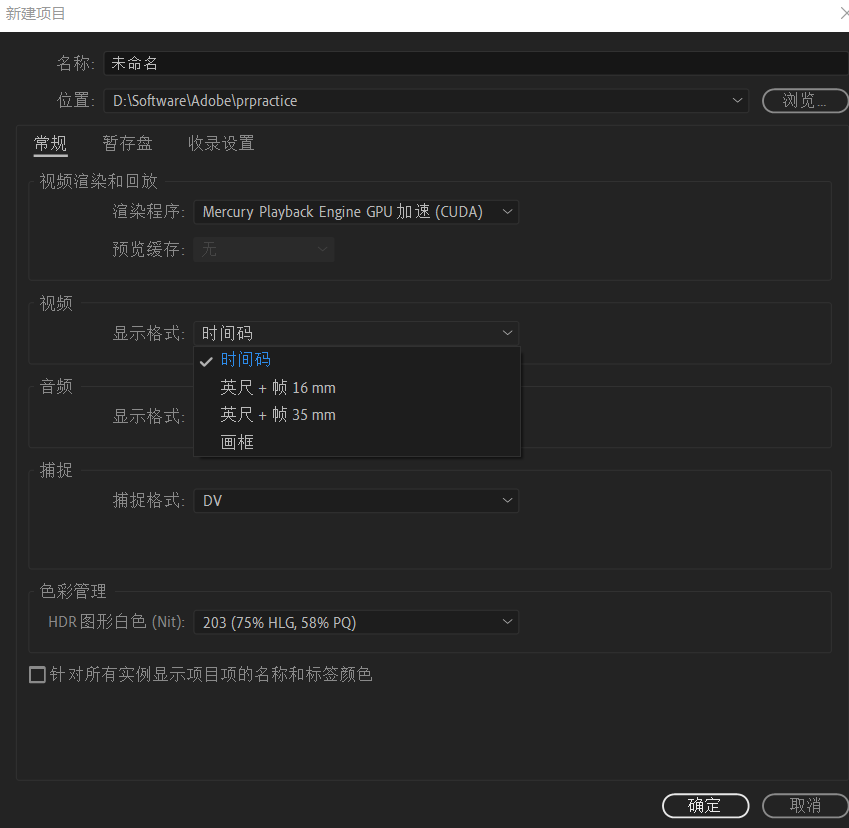 新建项目
名称: 未命名
位置: D:\Software\Adobe\prpractice 浏览...
常规 暂存盘 收录设置
视频渲染和回放
渲染程序: Mercury Playback Engine GPU 加速 (CUDA)
预览缓存: 无
视频
显示格式: 时间码
时间码
英尺 + 帧 16 mm
音频
英尺 + 帧 35 mm
显示格式:
画框
捕捉
捕捉格式: DV
色彩管理
HDR 图形白色 (Nit): 203 (75% HLG, 58% PQ)
针对所有实例显示项目项的名称和标签颜色
确定 取消